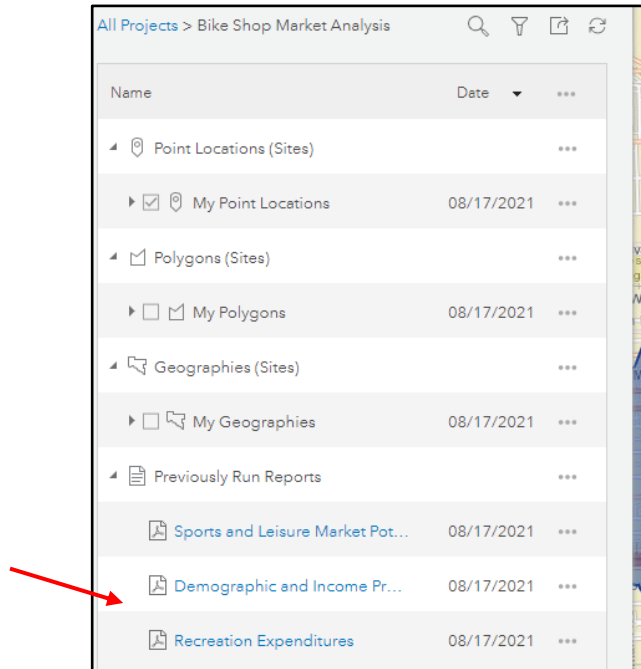 All Projects > Bike Shop Market Analysis
Name Date
Point Locations (Sites)
My Point Locations 08/17/2021
Polygons (Sites)
My Polygons 08/17/2021
Geographies (Sites)
My Geographies 08/17/2021
Previously Run Reports
Sports and Leisure Market Pot... 08/17/2021
Demographic and Income Pr... 08/17/2021
Recreation Expenditures 08/17/2021